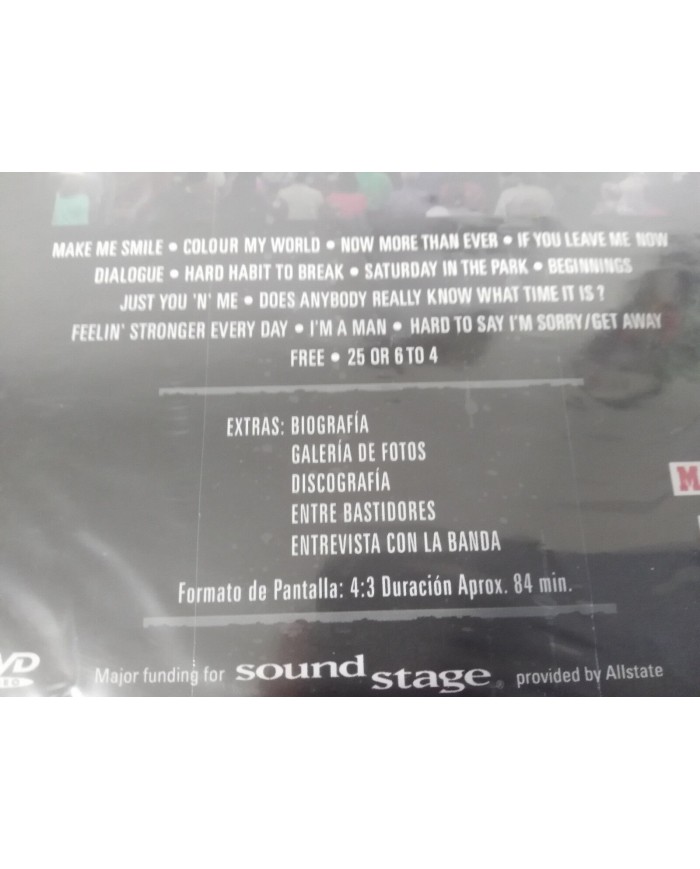 MAKE ME SMILE • COLOUR MY WORLD • NOW MORE THAN EVER • IF YOU LEAVE ME NOW
DIALOGUE • HARD HABIT TO BREAK • SATURDAY IN THE PARK • BEGINNINGS
JUST YOU 'N' ME • DOES ANYBODY REALLY KNOW WHAT TIME IT IS ?
FEELIN' STRONGER EVERY DAY • I'M A MAN • HARD TO SAY I'M SORRY/GET AWAY
FREE • 25 OR 6 TO 4
EXTRAS: BIOGRAFÍA
GALERÍA DE FOTOS
DISCOGRAFÍA
ENTRE BASTIDORES
ENTREVISTA CON LA BANDA
Formato de Pantalla: 4:3 Duración Aprox. 84 min.
Major funding for sound stage® provided by Allstate